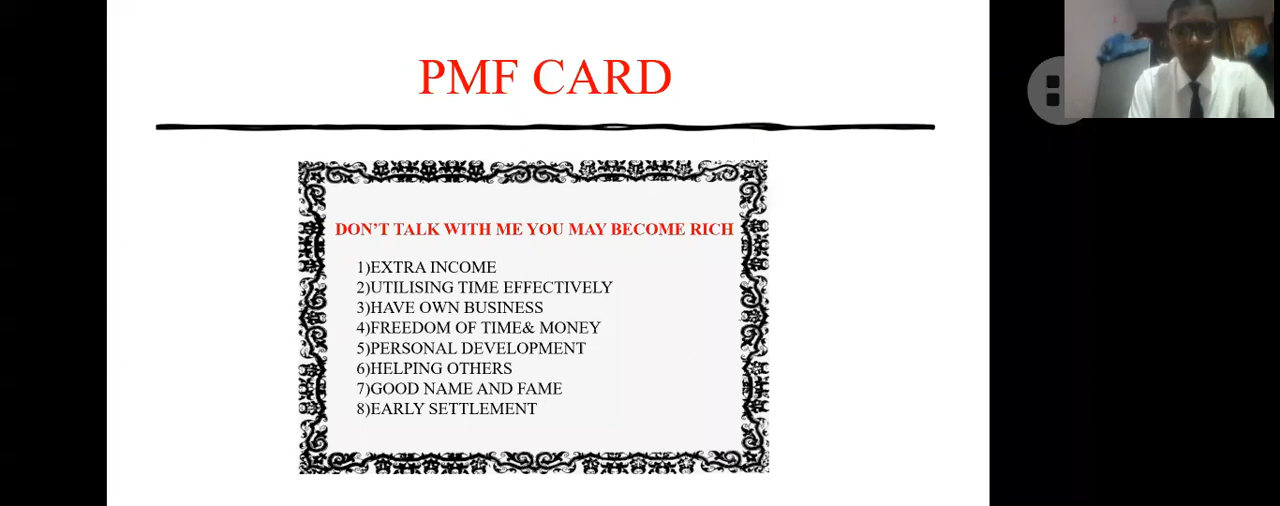 PMF CARD
DON'T TALK WITH ME YOU MAY BECOME RICH
1)EXTRA INCOME
2)UTILISING TIME EFFECTIVELY
3)HAVE OWN BUSINESS
4)FREEDOM OF TIME& MONEY
5)PERSONAL DEVELOPMENT
6)HELPING OTHERS
7)GOOD NAME AND FAME
8)EARLY SETTLEMENT